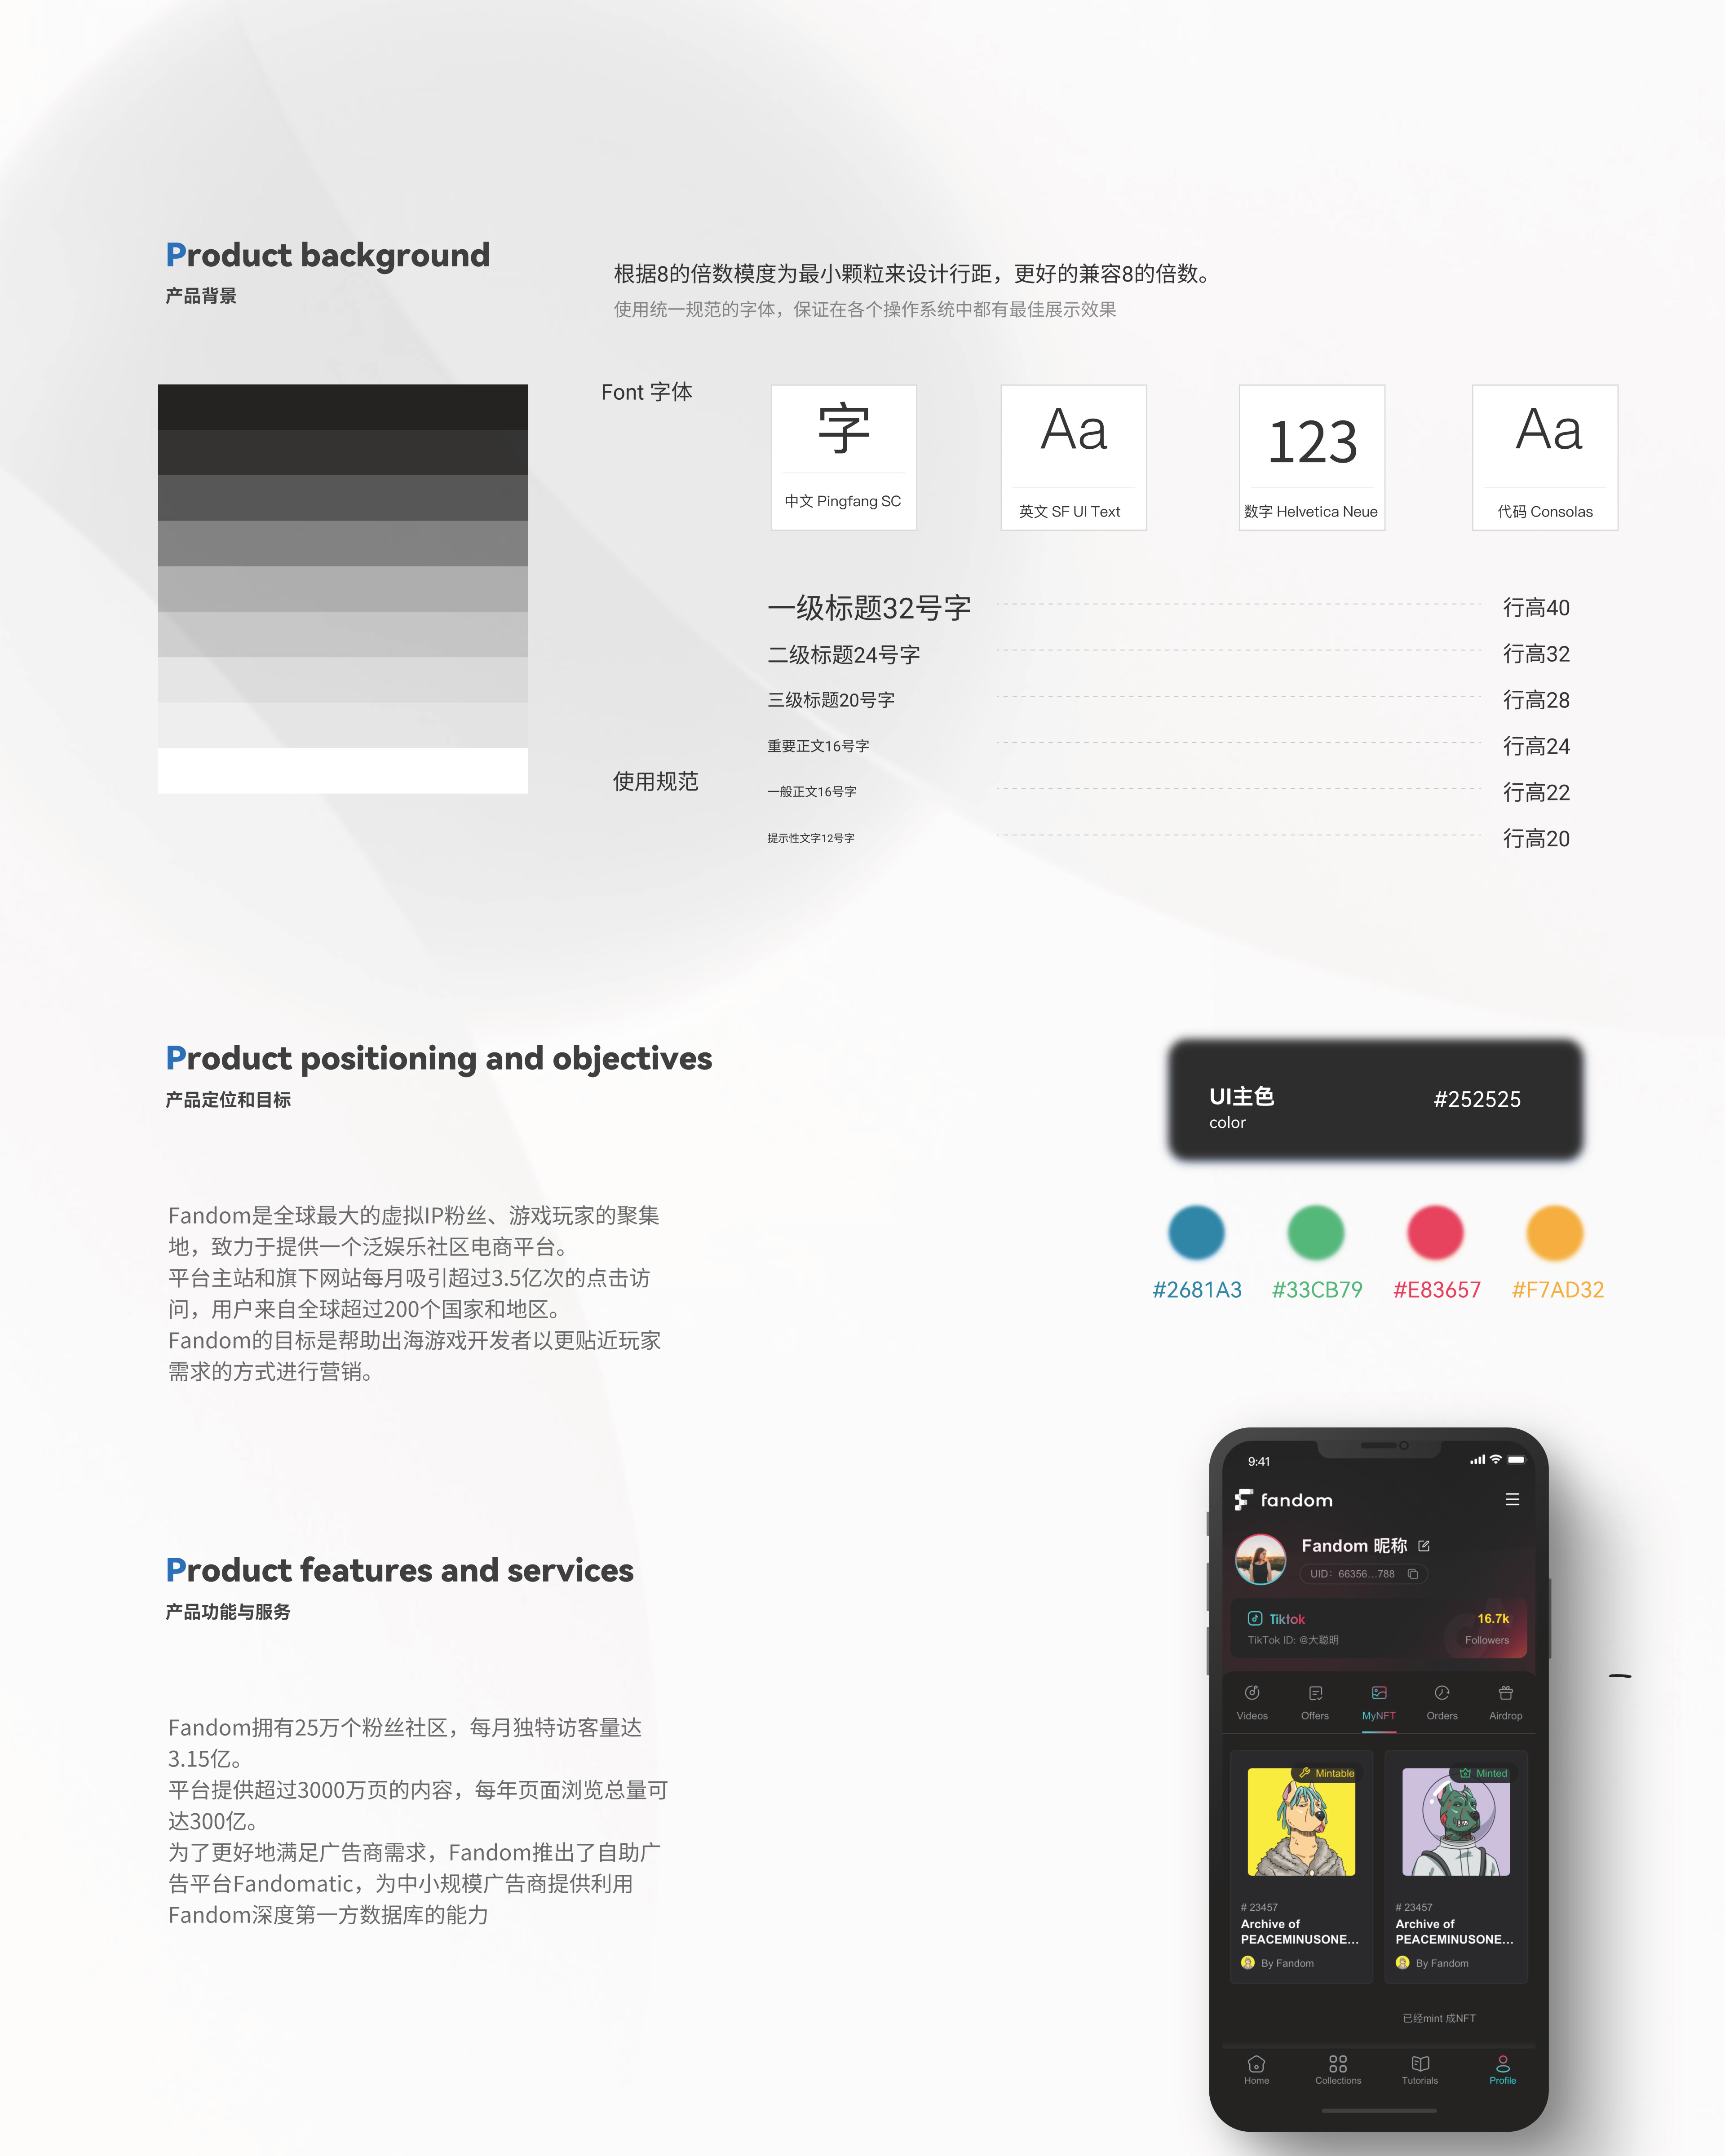 Product background
产品背景
根据8的倍数模度为最小颗粒来设计行距，更好的兼容8的倍数。
使用统一规范的字体，保证在各个操作系统中都有最佳展示效果
Font 字体
字
中文 Pingfang SC
Aa
英文 SF UI Text
123
数字 Helvetica Neue
Aa
代码 Consolas
使用规范
一级标题32号字 行高40
二级标题24号字 行高32
三级标题20号字 行高28
重要正文16号字 行高24
一般正文16号字 行高22
提示性文字12号字 行高20
Product positioning and objectives
产品定位和目标
Fandom是全球最大的虚拟IP粉丝、游戏玩家的聚集
地，致力于提供一个泛娱乐社区电商平台。
平台主站和旗下网站每月吸引超过3.5亿次的点击访
问，用户来自全球超过200个国家和地区。
Fandom的目标是帮助出海游戏开发者以更贴近玩家
需求的方式进行营销。
UI主色 #252525
color
#2681A3 #33CB79 #E83657 #F7AD32
Product features and services
产品功能与服务
Fandom拥有25万个粉丝社区，每月独特访客量达
3.15亿。
平台提供超过3000万页的内容，每年页面浏览总量可
达300亿。
为了更好地满足广告商需求，Fandom推出了自助广
告平台Fandomatic，为中小规模广告商提供利用
Fandom深度第一方数据库的能力
9:41
fandom
Fandom 昵称
UID：66356...788
Tiktok 16.7k
TikTok ID: @大聪明 Followers
Videos Offers MyNFT Orders Airdrop
Mintable
# 23457
Archive of
PEACEMINUSONE...
By Fandom
Minted
# 23457
Archive of
PEACEMINUSONE...
By Fandom
已经mint 成NFT
Home Collections Tutorials Profile